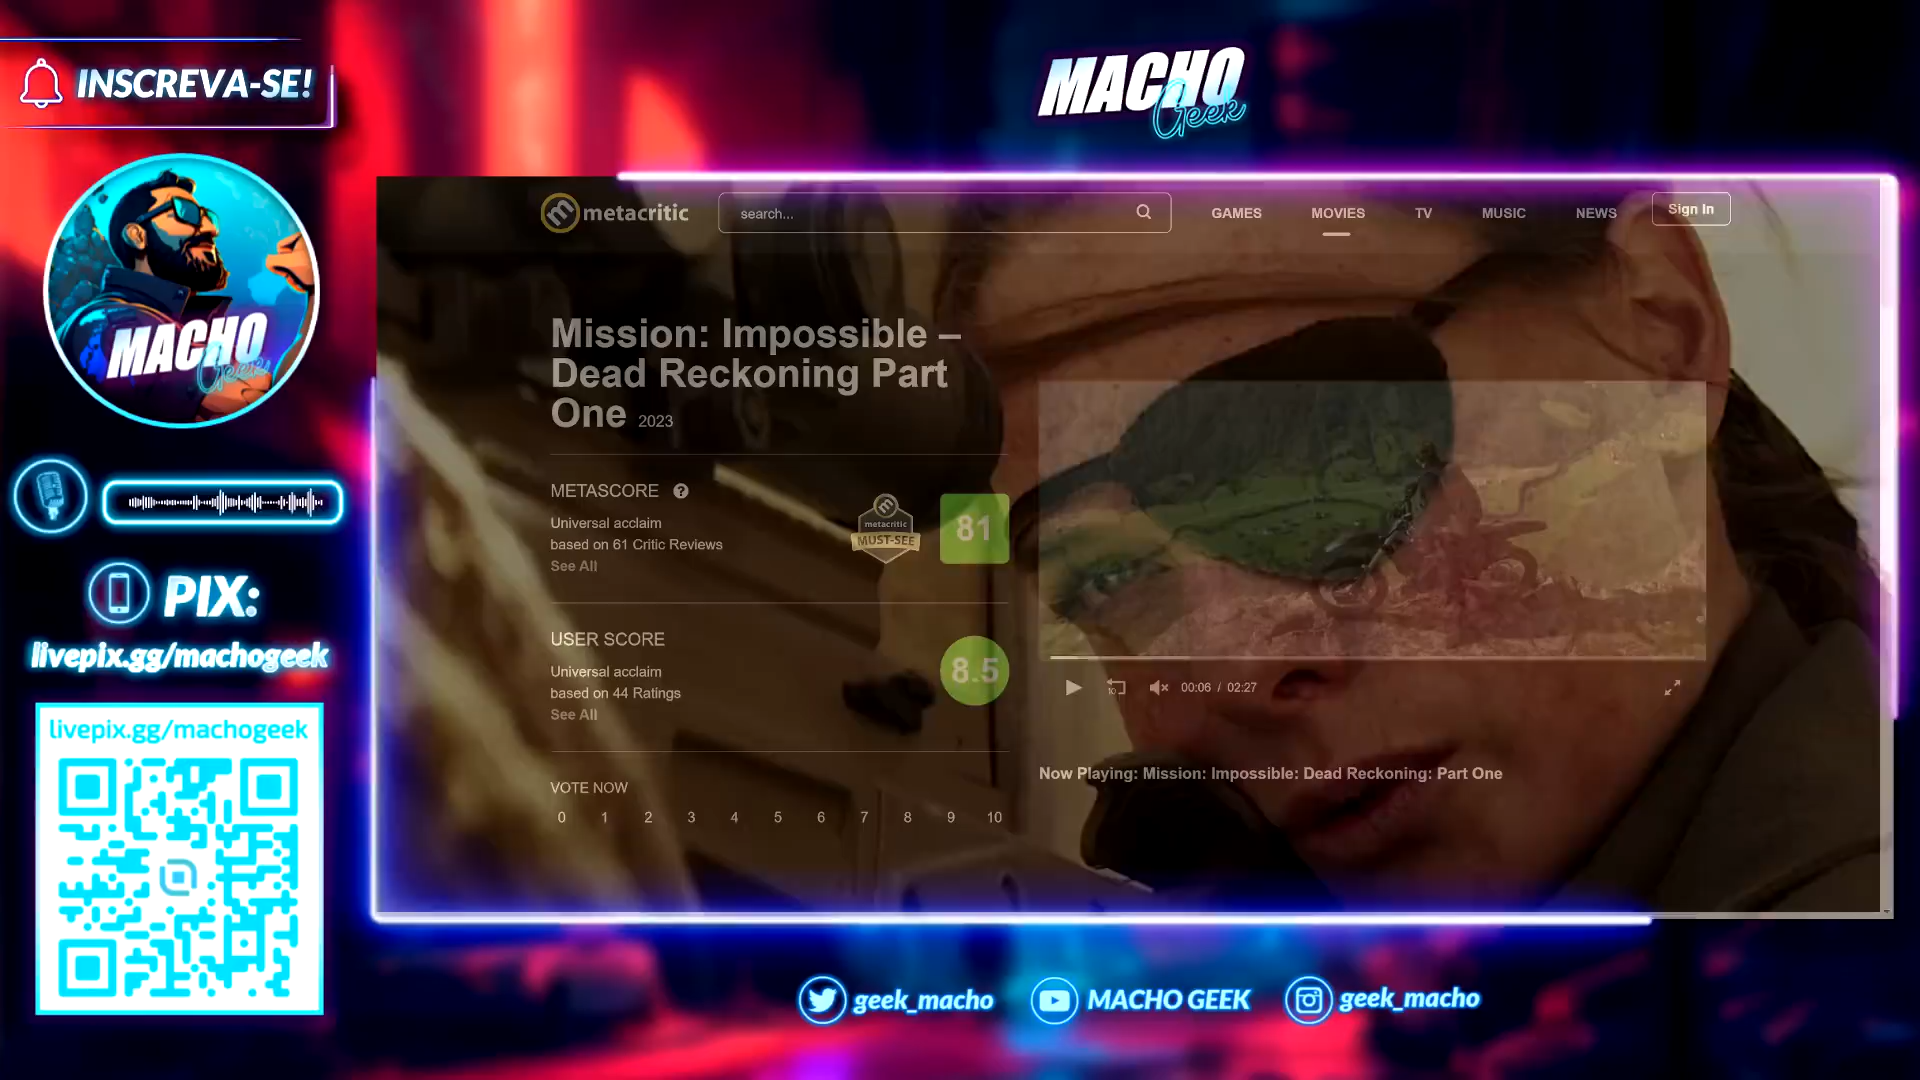 INSCREVA-SE!
MACHO
Geek
MACHO
Geek
PIX:
livepix.gg/machogeek
livepix.gg/machogeek
metacritic
search...
GAMES
MOVIES
TV
MUSIC
NEWS
Sign In
Mission: Impossible –
Dead Reckoning Part
One 2023
METASCORE ?
Universal acclaim
based on 61 Critic Reviews
See All
metacritic
MUST-SEE
81
USER SCORE
Universal acclaim
based on 44 Ratings
See All
8.5
VOTE NOW
0 1 2 3 4 5 6 7 8 9 10
10
00:06 / 02:27
Now Playing: Mission: Impossible: Dead Reckoning: Part One
geek_macho
MACHO GEEK
geek_macho